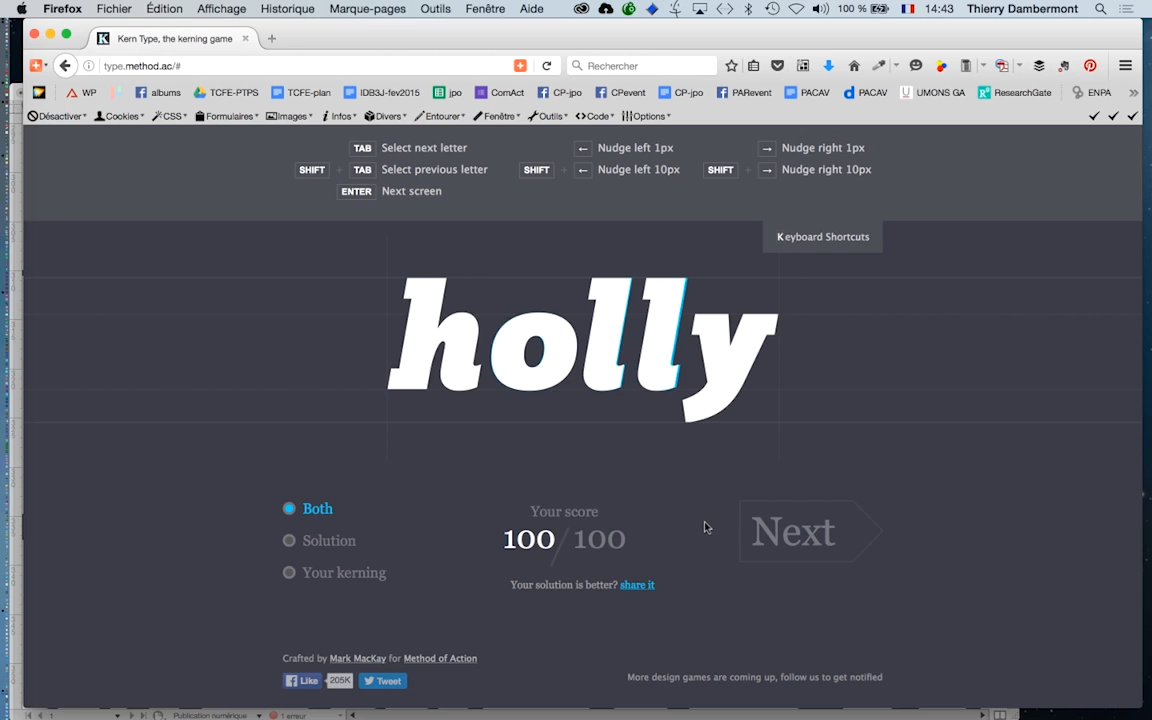 Firefox Fichier Édition Affichage Historique Marque-pages Outils Fenêtre Aide 100 % 14:43 Thierry Dambermont
Kern Type, the kerning game
type.method.ac/#
Rechercher
WP albums TCFE-PTPS TCFE-plan IDB3J-fev2015 jpo ComAct CP-jpo CPevent CP-jpo PARevent PACAV PACAV UMONS GA ResearchGate ENPA
Désactiver Cookies CSS Formulaires Images Infos Divers Entourer Fenêtre Outils Code Options
TAB Select next letter ← Nudge left 1px → Nudge right 1px
SHIFT + TAB Select previous letter SHIFT + ← Nudge left 10px SHIFT + → Nudge right 10px
ENTER Next screen
Keyboard Shortcuts
holly
Both
Solution
Your kerning
Your score
100/100
Your solution is better? share it
Next
Crafted by Mark MacKay for Method of Action
Like 205K Tweet
More design games are coming up, follow us to get notified
1 Publication numérique 1 erreur